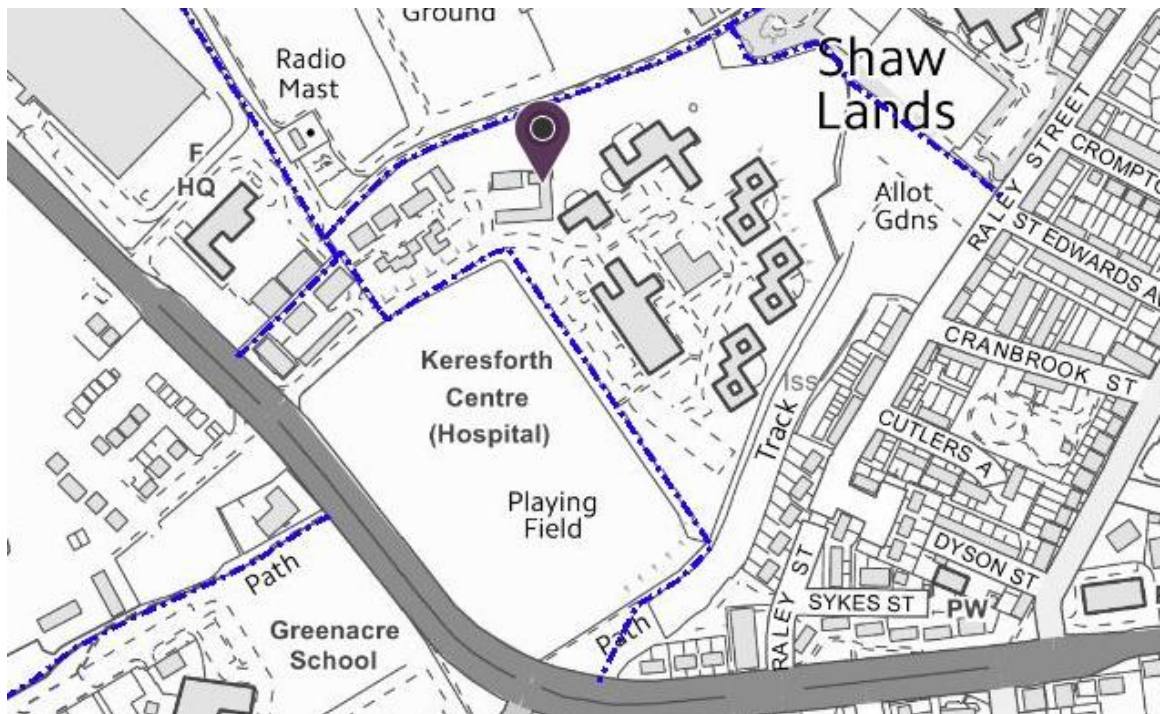 Ground
Radio
Mast
Shaw
Lands
F
HQ
Allot
Gdns
RALEY STREET
CROMPTO
ST EDWARDS AV
CRANBROOK ST
Keresforth
Centre
(Hospital)
Iss
Track
CUTLERS A
Playing
Field
DYSON ST
Path
RALEY ST
SYKES ST
PW
Path
Greenacre
School